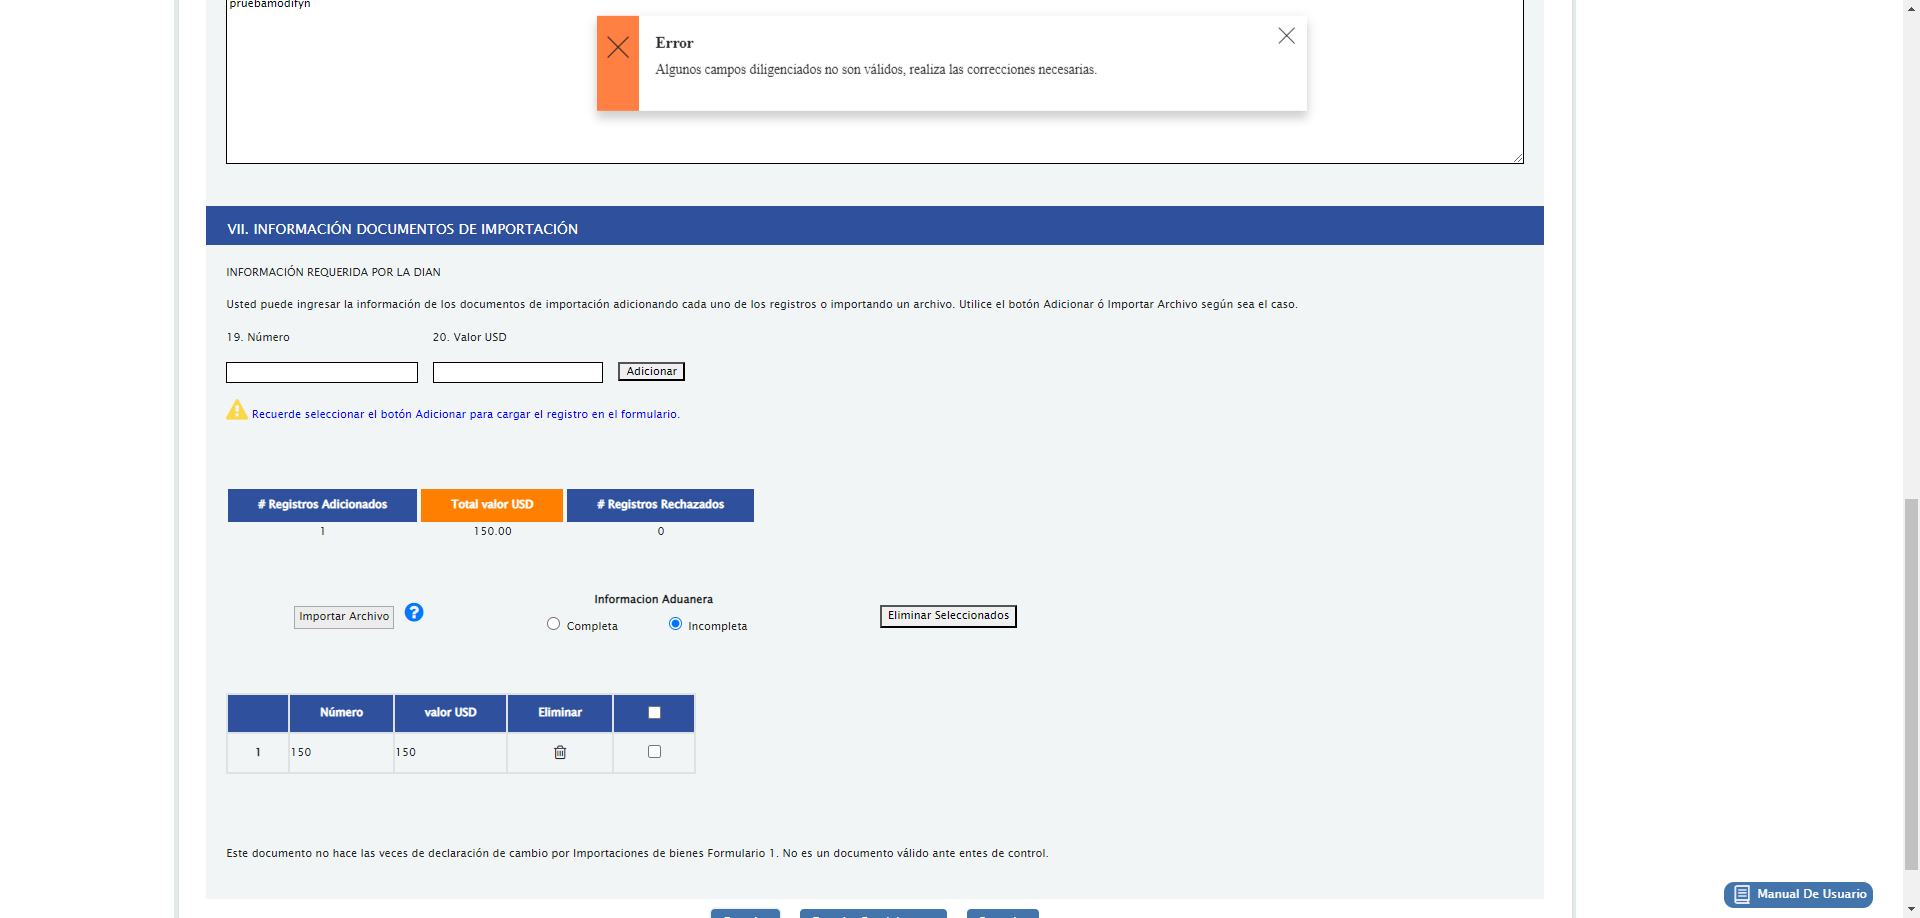 pruebamodifyn
Error
Algunos campos diligenciados no son válidos, realiza las correcciones necesarias.
VII. INFORMACIÓN DOCUMENTOS DE IMPORTACIÓN
INFORMACIÓN REQUERIDA POR LA DIAN
Usted puede ingresar la información de los documentos de importación adicionando cada uno de los registros o importando un archivo. Utilice el botón Adicionar ó Importar Archivo según sea el caso.
19. Número 20. Valor USD
Adicionar
Recuerde seleccionar el botón Adicionar para cargar el registro en el formulario.
# Registros Adicionados Total valor USD # Registros Rechazados
1 150.00 0
Informacion Aduanera
Importar Archivo ? Completa Incompleta Eliminar Seleccionados
Número valor USD Eliminar
1 150 150
Este documento no hace las veces de declaración de cambio por Importaciones de bienes Formulario 1. No es un documento válido ante entes de control.
Manual De Usuario